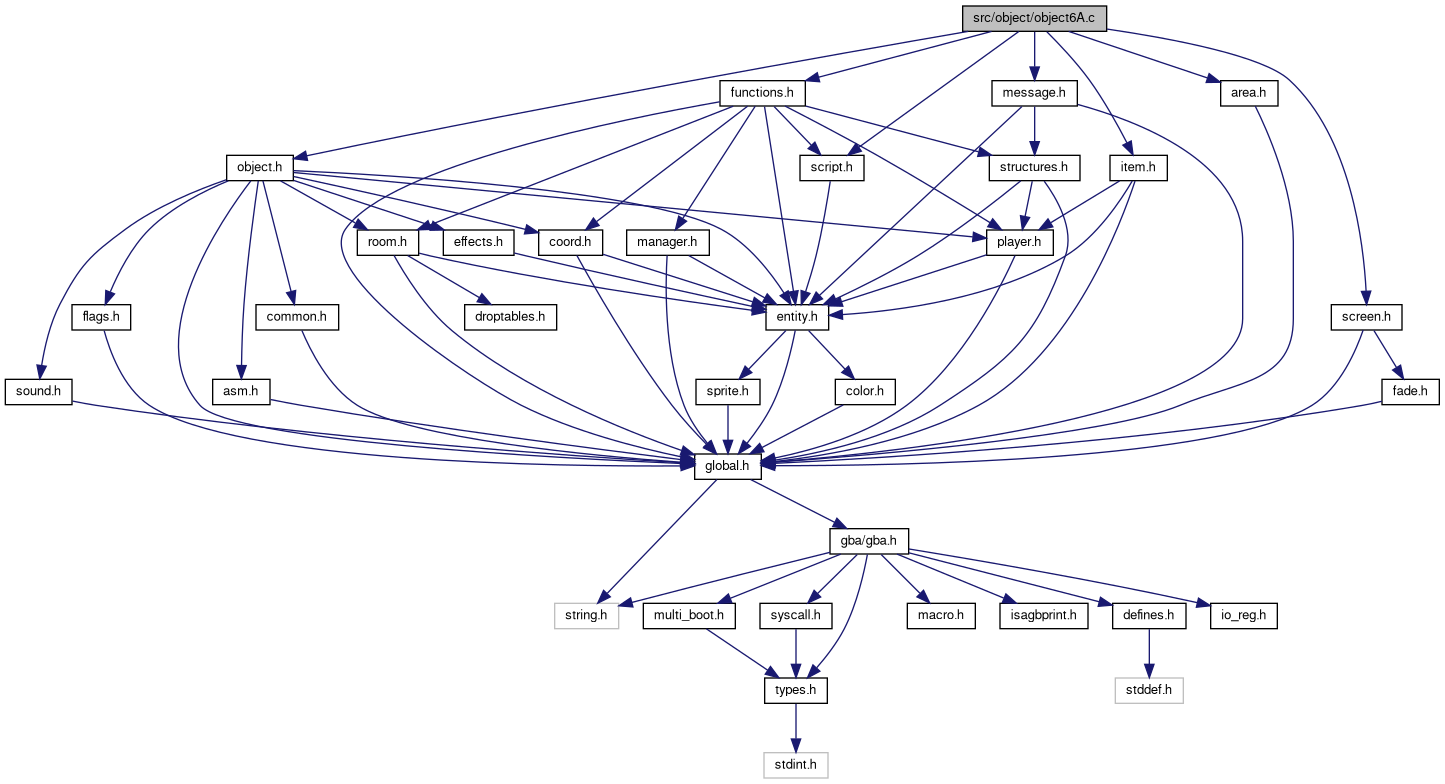 src/object/object6A.c
functions.h
message.h
area.h
object.h
script.h
structures.h
item.h
room.h
effects.h
coord.h
manager.h
player.h
flags.h
common.h
droptables.h
entity.h
screen.h
sound.h
asm.h
sprite.h
color.h
fade.h
global.h
gba/gba.h
string.h
multi_boot.h
syscall.h
macro.h
isagbprint.h
defines.h
io_reg.h
types.h
stddef.h
stdint.h